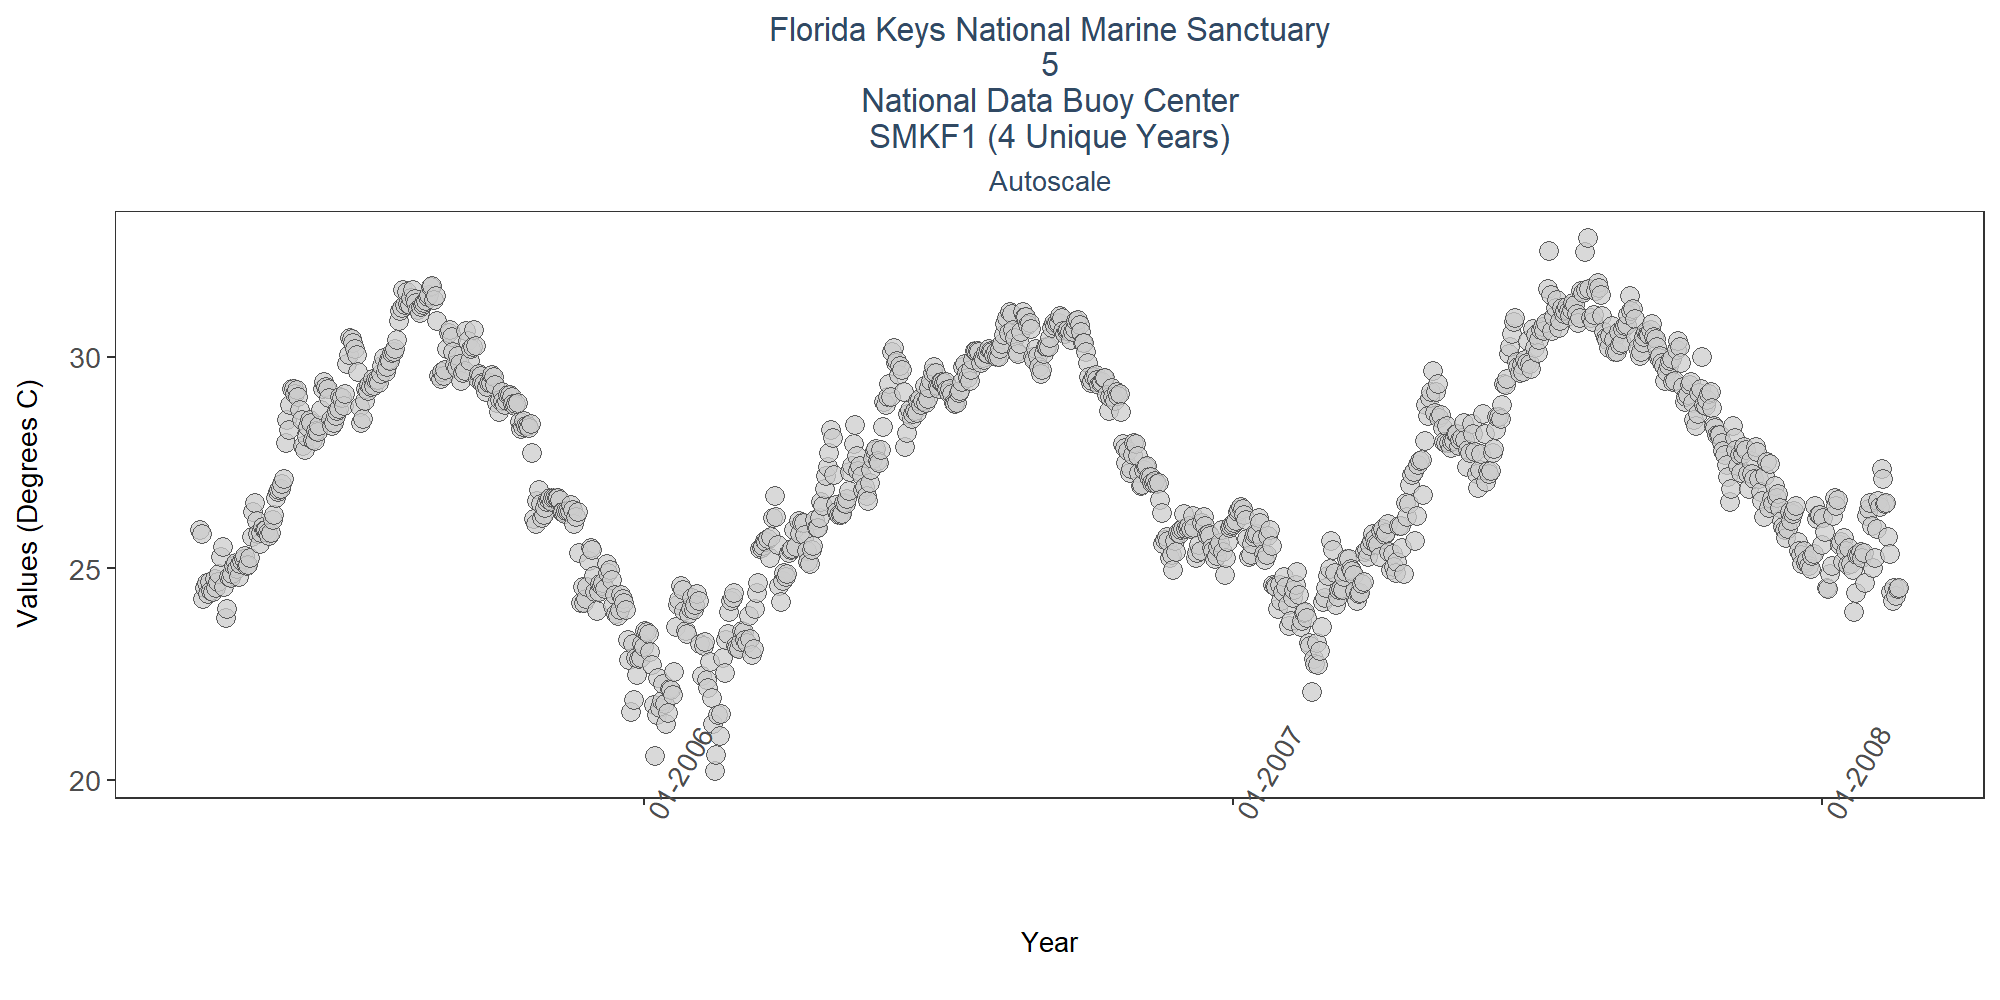 Florida Keys National Marine Sanctuary
5
National Data Buoy Center
SMKF1 (4 Unique Years)
Autoscale
Values (Degrees C)
30
25
20
01-2006
01-2007
01-2008
Year